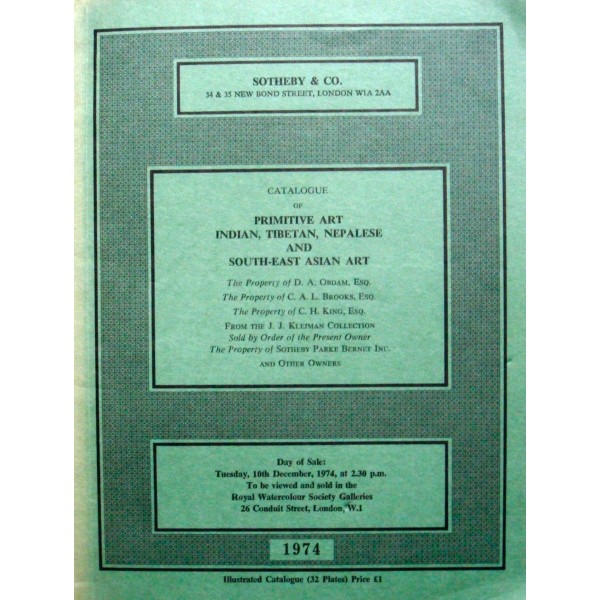 SOTHEBY & CO.
34 & 35 NEW BOND STREET, LONDON W1A 2AA
CATALOGUE
OF
PRIMITIVE ART
INDIAN, TIBETAN, NEPALESE
AND
SOUTH-EAST ASIAN ART
The Property of D. A. ORDAM, ESQ.
The Property of C. A. L. BROOKS, ESQ.
The Property of C. H. KING, ESQ.
FROM THE J. J. KLEJMAN COLLECTION
Sold by Order of the Present Owner
The Property of SOTHEBY PARKE BERNET INC.
AND OTHER OWNERS
Day of Sale:
Tuesday, 10th December, 1974, at 2.30 p.m.
To be viewed and sold in the
Royal Watercolour Society Galleries
26 Conduit Street, London, W.1
1974
Illustrated Catalogue (32 Plates) Price £1